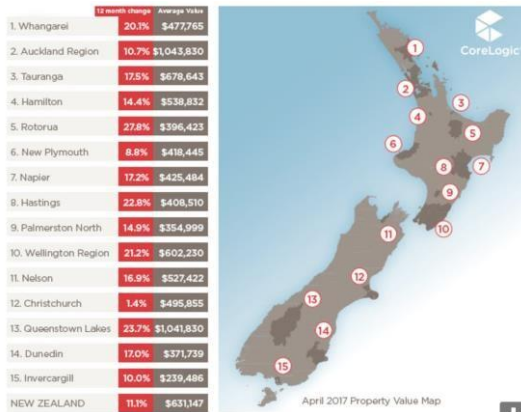 12 month change Average Value
1. Whangarei 20.1% $477,765
2. Auckland Region 10.7% $1,043,830
3. Tauranga 17.5% $678,643
4. Hamilton 14.4% $538,832
5. Rotorua 27.8% $396,423
6. New Plymouth 8.8% $418,445
7. Napier 17.2% $425,484
8. Hastings 22.8% $408,510
9. Palmerston North 14.9% $354,999
10. Wellington Region 21.2% $602,230
11. Nelson 16.9% $527,422
12. Christchurch 1.4% $495,855
13. Queenstown Lakes 23.7% $1,041,830
14. Dunedin 17.0% $371,739
15. Invercargill 10.0% $239,486
NEW ZEALAND 11.1% $631,147
CoreLogic
1
2
3
4
5
6
7
8
9
10
11
12
13
14
15
April 2017 Property Value Map